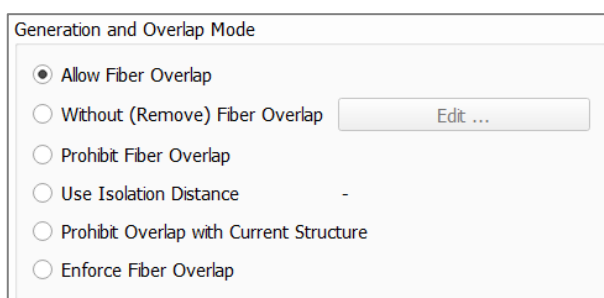 Generation and Overlap Mode
Allow Fiber Overlap
Without (Remove) Fiber Overlap Edit ...
Prohibit Fiber Overlap
Use Isolation Distance -
Prohibit Overlap with Current Structure
Enforce Fiber Overlap